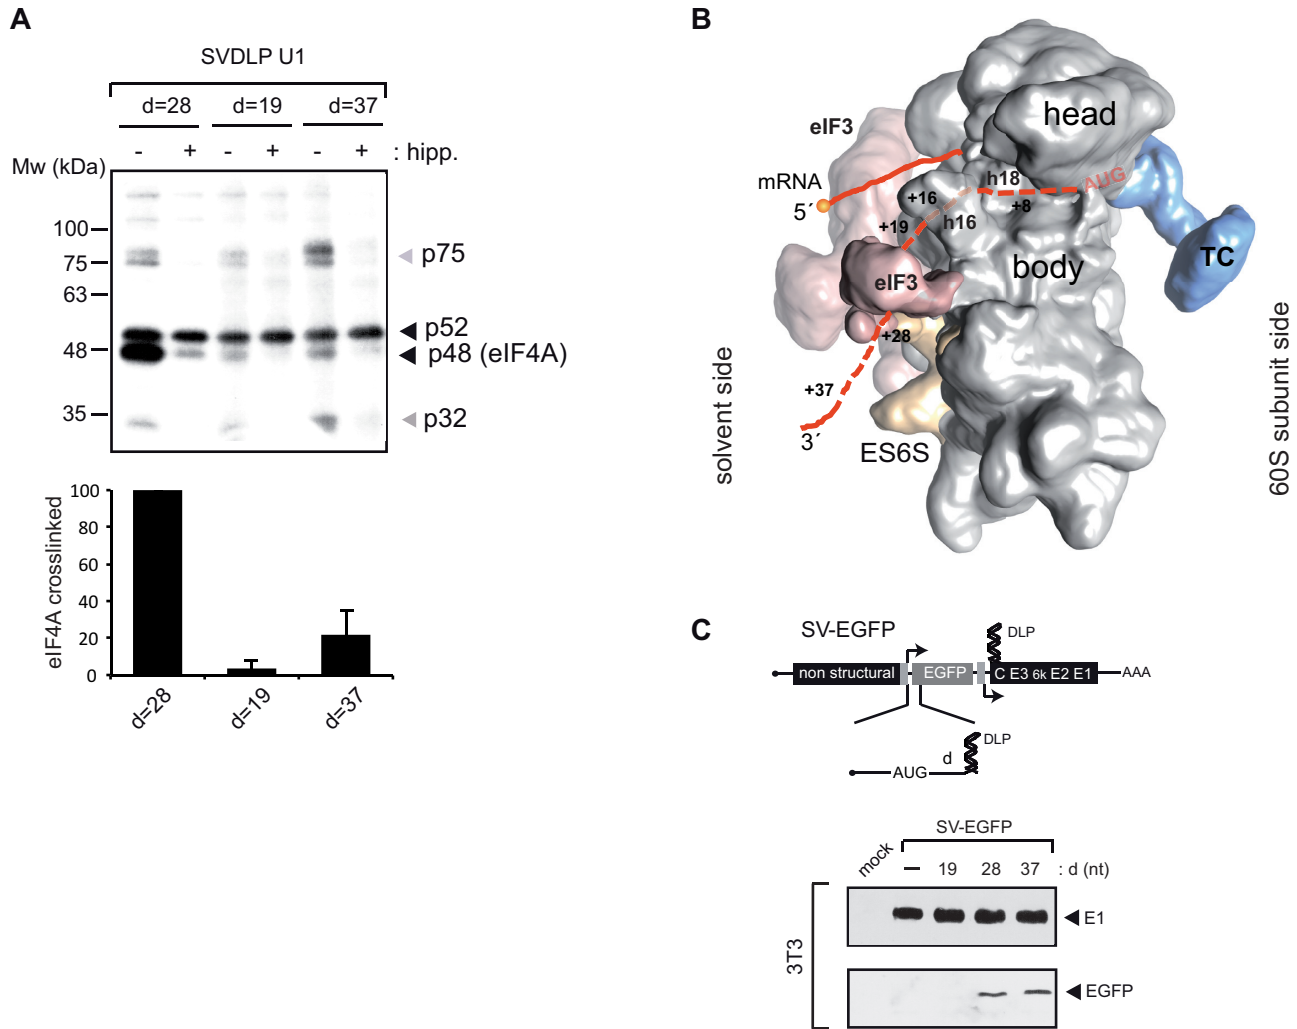 A
SVDLP U1
d=28 d=19 d=37
- + - + - + : hipp.
Mw (kDa)
100
75
63
48
35
p75
p52
p48 (eIF4A)
p32
eIF4A crosslinked
100
80
60
40
20
0
d=28 d=19 d=37
B
head
eIF3
mRNA
5´
h18
AUG
+16
+8
+19
h16
TC
body
eIF3
+28
+37
3´
ES6S
solvent side
60S subunit side
C
SV-EGFP
DLP
non structural EGFP C E3 6k E2 E1 AAA
DLP
d
AUG
SV-EGFP
mock – 19 28 37 : d (nt)
E1
3T3
EGFP